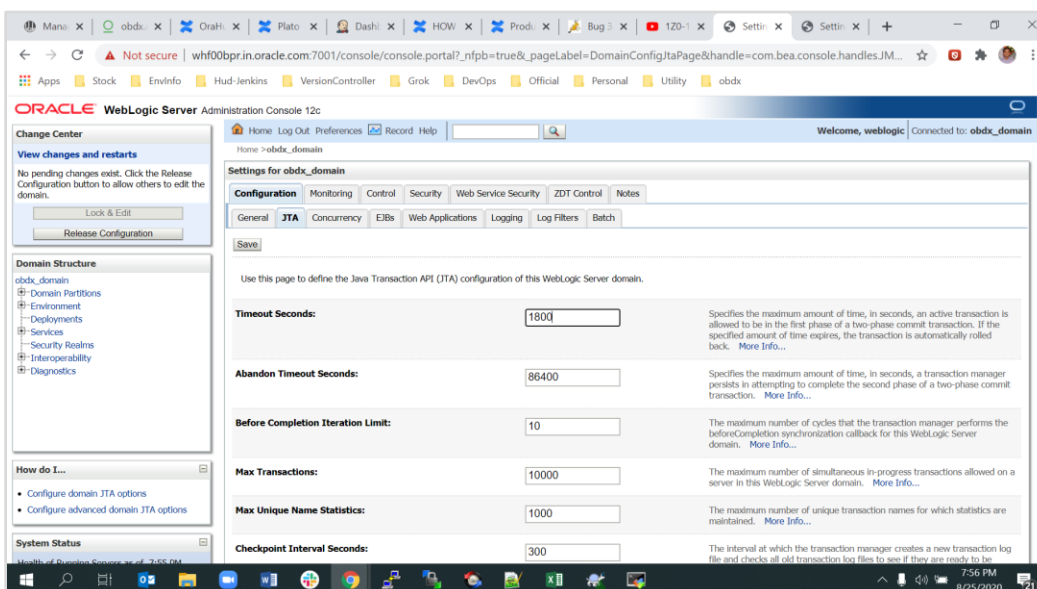 Mana
obdx.
OraHi
Plato
Dashl
HOW
Produ
Bug 3
1Z0-1
Settin
Settin
Not secure | whf00bpr.in.oracle.com:7001/console/console.portal?_nfpb=true&_pageLabel=DomainConfigJtaPage&handle=com.bea.console.handles.JM...
Apps Stock EnvInfo Hud-Jenkins VersionController Grok DevOps Official Personal Utility obdx
ORACLE WebLogic Server Administration Console 12c
Change Center
View changes and restarts
No pending changes exist. Click the Release
Configuration button to allow others to edit the
domain.
Lock & Edit
Release Configuration
Domain Structure
obdx_domain
Domain Partitions
Environment
Deployments
Services
Security Realms
Interoperability
Diagnostics
How do I...
Configure domain JTA options
Configure advanced domain JTA options
System Status
Health of Running Servers as of 7:55 PM
Home Log Out Preferences Record Help
Welcome, weblogic Connected to: obdx_domain
Home >obdx_domain
Settings for obdx_domain
Configuration Monitoring Control Security Web Service Security ZDT Control Notes
General JTA Concurrency EJBs Web Applications Logging Log Filters Batch
Save
Use this page to define the Java Transaction API (JTA) configuration of this WebLogic Server domain.
Timeout Seconds:
1800
Specifies the maximum amount of time, in seconds, an active transaction is
allowed to be in the first phase of a two-phase commit transaction. If the
specified amount of time expires, the transaction is automatically rolled
back. More Info...
Abandon Timeout Seconds:
86400
Specifies the maximum amount of time, in seconds, a transaction manager
persists in attempting to complete the second phase of a two-phase commit
transaction. More Info...
Before Completion Iteration Limit:
10
The maximum number of cycles that the transaction manager performs the
beforeCompletion synchronization callback for this WebLogic Server
domain. More Info...
Max Transactions:
10000
The maximum number of simultaneous in-progress transactions allowed on a
server in this WebLogic Server domain. More Info...
Max Unique Name Statistics:
1000
The maximum number of unique transaction names for which statistics are
maintained. More Info...
Checkpoint Interval Seconds:
300
The interval at which the transaction manager creates a new transaction log
file and checks all old transaction log files to see if they are ready to be
7:56 PM
8/25/2020
21